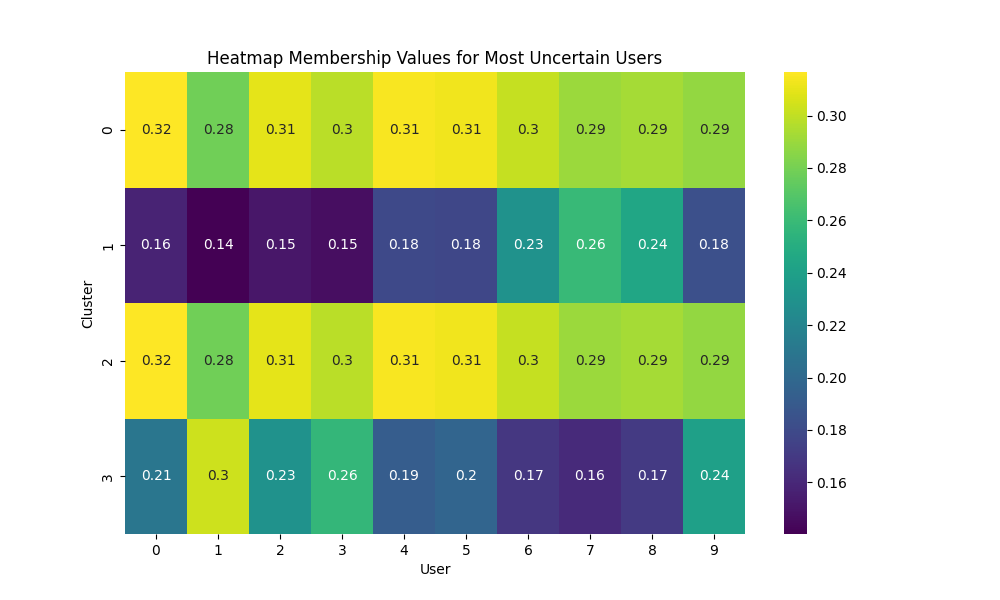 Heatmap Membership Values for Most Uncertain Users
0 0.32 0.28 0.31 0.3 0.31 0.31 0.3 0.29 0.29 0.29
1 0.16 0.14 0.15 0.15 0.18 0.18 0.23 0.26 0.24 0.18
2 0.32 0.28 0.31 0.3 0.31 0.31 0.3 0.29 0.29 0.29
3 0.21 0.3 0.23 0.26 0.19 0.2 0.17 0.16 0.17 0.24
Cluster
0 1 2 3 4 5 6 7 8 9
User
0.30
0.28
0.26
0.24
0.22
0.20
0.18
0.16